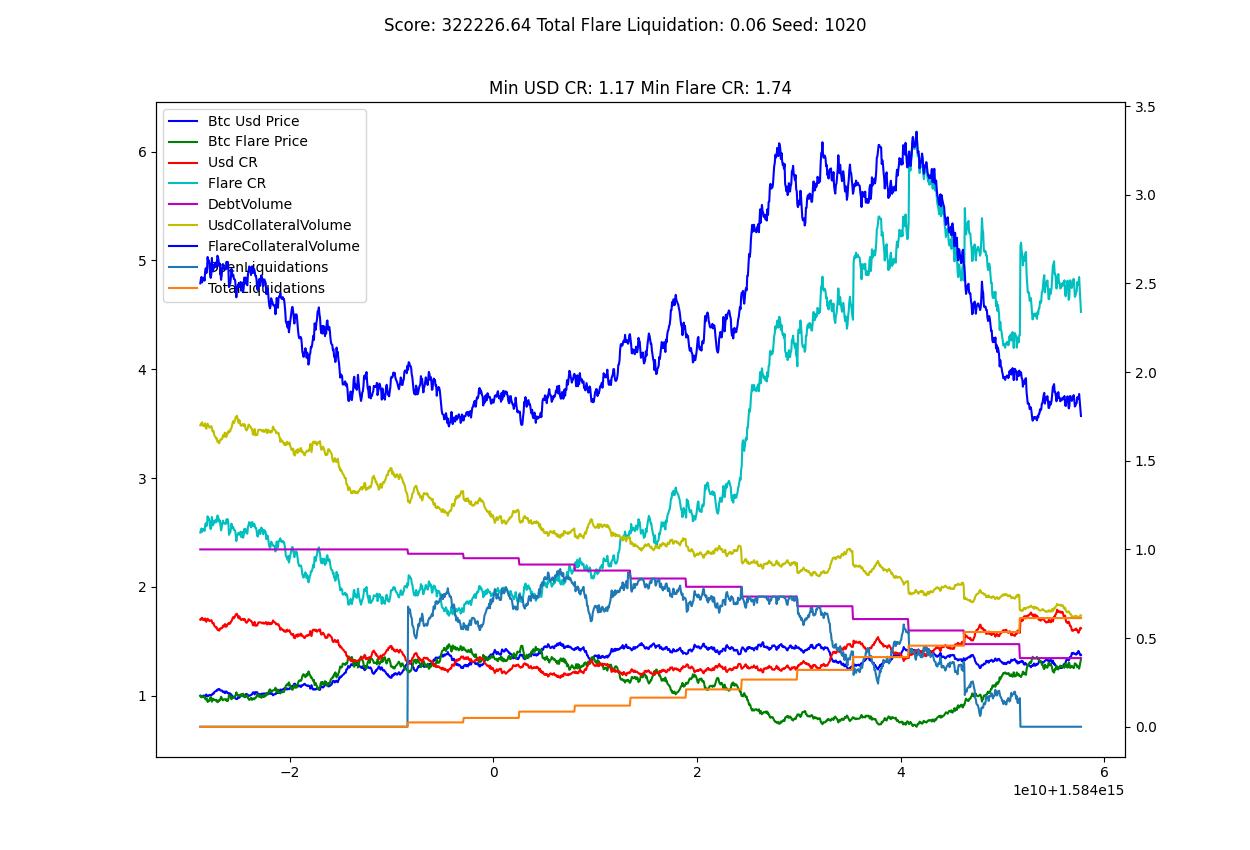 Score: 322226.64 Total Flare Liquidation: 0.06 Seed: 1020
Min USD CR: 1.17 Min Flare CR: 1.74
Btc Usd Price
Btc Flare Price
Usd CR
Flare CR
DebtVolume
UsdCollateralVolume
FlareCollateralVolume
OpenLiquidations
TotalLiquidations
6
5
4
3
2
1
3.5
3.0
2.5
2.0
1.5
1.0
0.5
0.0
−2
0
2
4
6
1e10+1.584e15